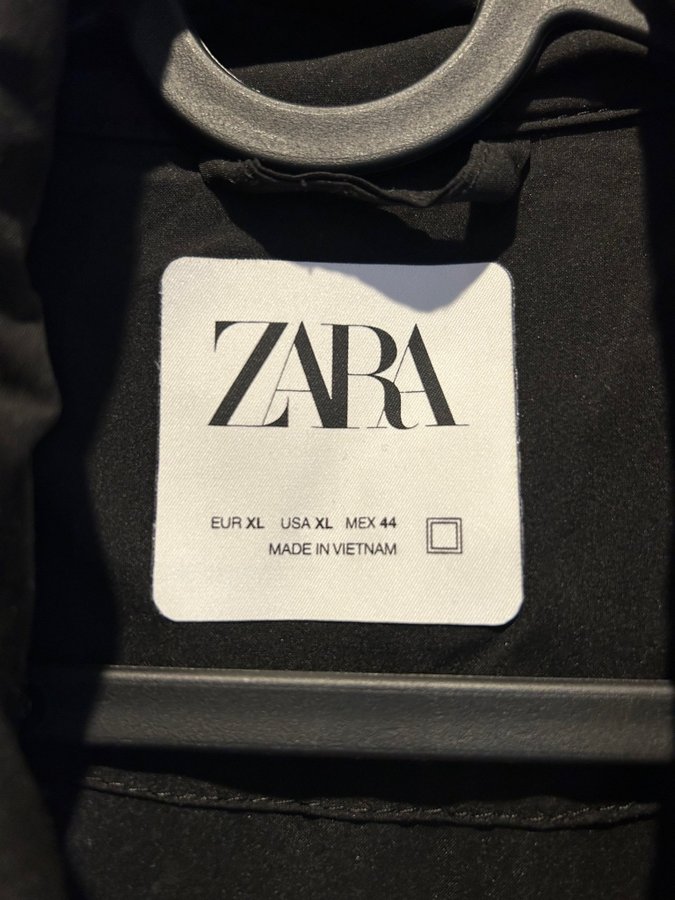 ZARA
EUR XL USA XL MEX 44
MADE IN VIETNAM